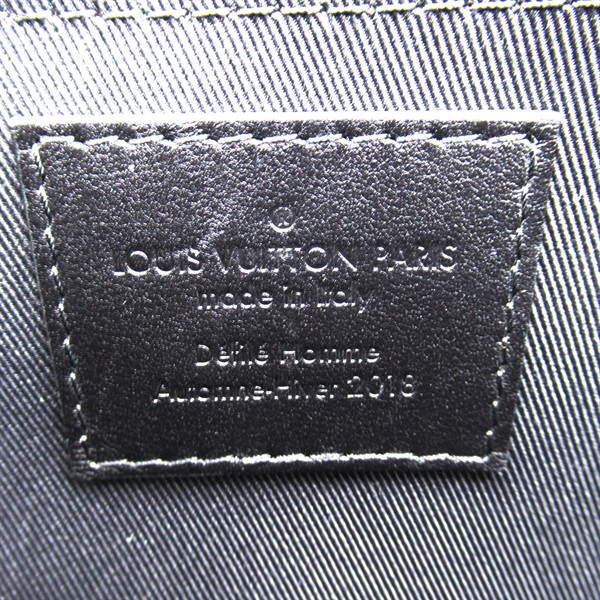 ®
LOUIS VUITTON PARIS
made in Italy
Défilé Homme
Automne-Hiver 2018